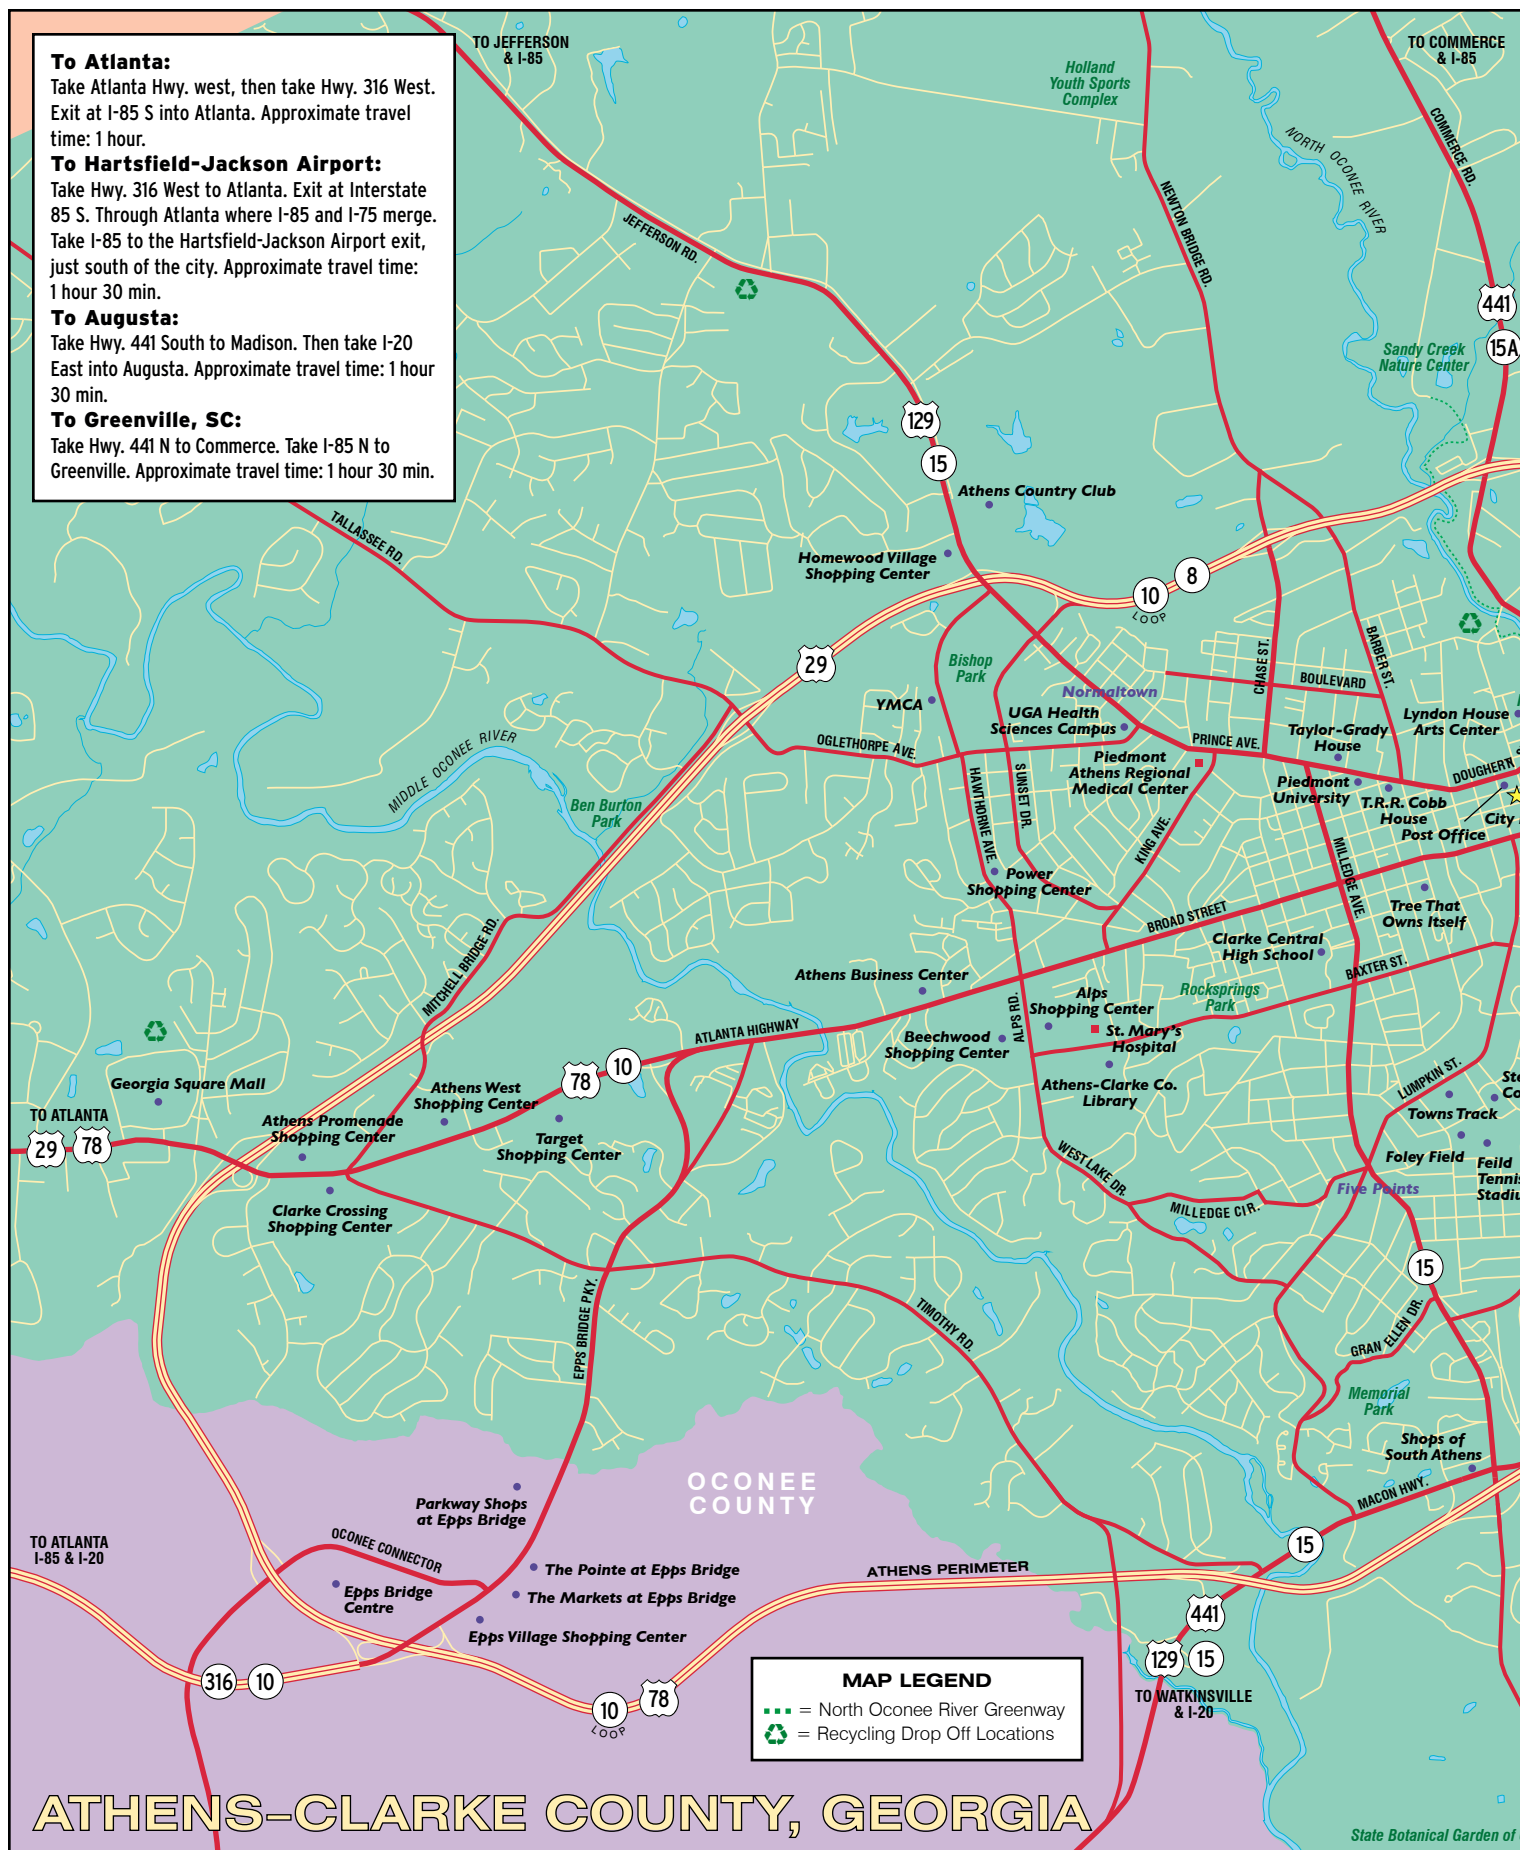 To Atlanta:
Take Atlanta Hwy. west, then take Hwy. 316 West.
Exit at I-85 S into Atlanta. Approximate travel
time: 1 hour.
To Hartsfield-Jackson Airport:
Take Hwy. 316 West to Atlanta. Exit at Interstate
85 S. Through Atlanta where I-85 and I-75 merge.
Take I-85 to the Hartsfield-Jackson Airport exit,
just south of the city. Approximate travel time:
1 hour 30 min.
To Augusta:
Take Hwy. 441 South to Madison. Then take I-20
East into Augusta. Approximate travel time: 1 hour
30 min.
To Greenville, SC:
Take Hwy. 441 N to Commerce. Take I-85 N to
Greenville. Approximate travel time: 1 hour 30 min.
TO JEFFERSON
& I-85
Holland
Youth Sports
Complex
TO COMMERCE
& I-85
COMMERCE RD.
NORTH OCONEE RIVER
NEWTON BRIDGE RD.
JEFFERSON RD.
441
15A
Sandy Creek
Nature Center
129
15
Athens Country Club
TALLASSEE RD.
Homewood Village
Shopping Center
8
10
LOOP
29
Bishop
Park
CHASE ST.
BARBER ST.
BOULEVARD
Normaltown
YMCA
UGA Health
Sciences Campus
Lyndon House
Arts Center
Taylor-Grady
House
OGLETHORPE AVE.
PRINCE AVE.
MIDDLE OCONEE RIVER
Piedmont
Athens Regional
Medical Center
DOUGHERTY
HAWTHORNE AVE.
SUNSET DR.
Piedmont
University
T.R.R. Cobb
House
Post Office
City
Ben Burton
Park
KING AVE.
MILLEDGE AVE.
Power
Shopping Center
Tree That
Owns Itself
BROAD STREET
MITCHELL BRIDGE RD.
Clarke Central
High School
BAXTER ST.
Athens Business Center
Rocksprings
Park
Alps
Shopping Center
ALPS RD.
ATLANTA HIGHWAY
Beechwood
Shopping Center
St. Mary's
Hospital
10
78
Georgia Square Mall
Athens West
Shopping Center
Athens-Clarke Co.
Library
LUMPKIN ST.
Towns Track
TO ATLANTA
29
78
Athens Promenade
Shopping Center
Target
Shopping Center
Foley Field
Feild
Tennis
WEST LAKE DR.
Five Points
MILLEDGE CIR.
Clarke Crossing
Shopping Center
15
EPPS BRIDGE PKY.
TIMOTHY RD.
GRAN ELLEN DR.
Memorial
Park
Shops of
South Athens
OCONEE
COUNTY
Parkway Shops
at Epps Bridge
MACON HWY.
15
TO ATLANTA
I-85 & I-20
OCONEE CONNECTOR
The Pointe at Epps Bridge
ATHENS PERIMETER
Epps Bridge
Centre
The Markets at Epps Bridge
441
Epps Village Shopping Center
129
15
316
10
10
LOOP
78
TO WATKINSVILLE
& I-20
MAP LEGEND
= North Oconee River Greenway
= Recycling Drop Off Locations
ATHENS-CLARKE COUNTY, GEORGIA
State Botanical Garden of